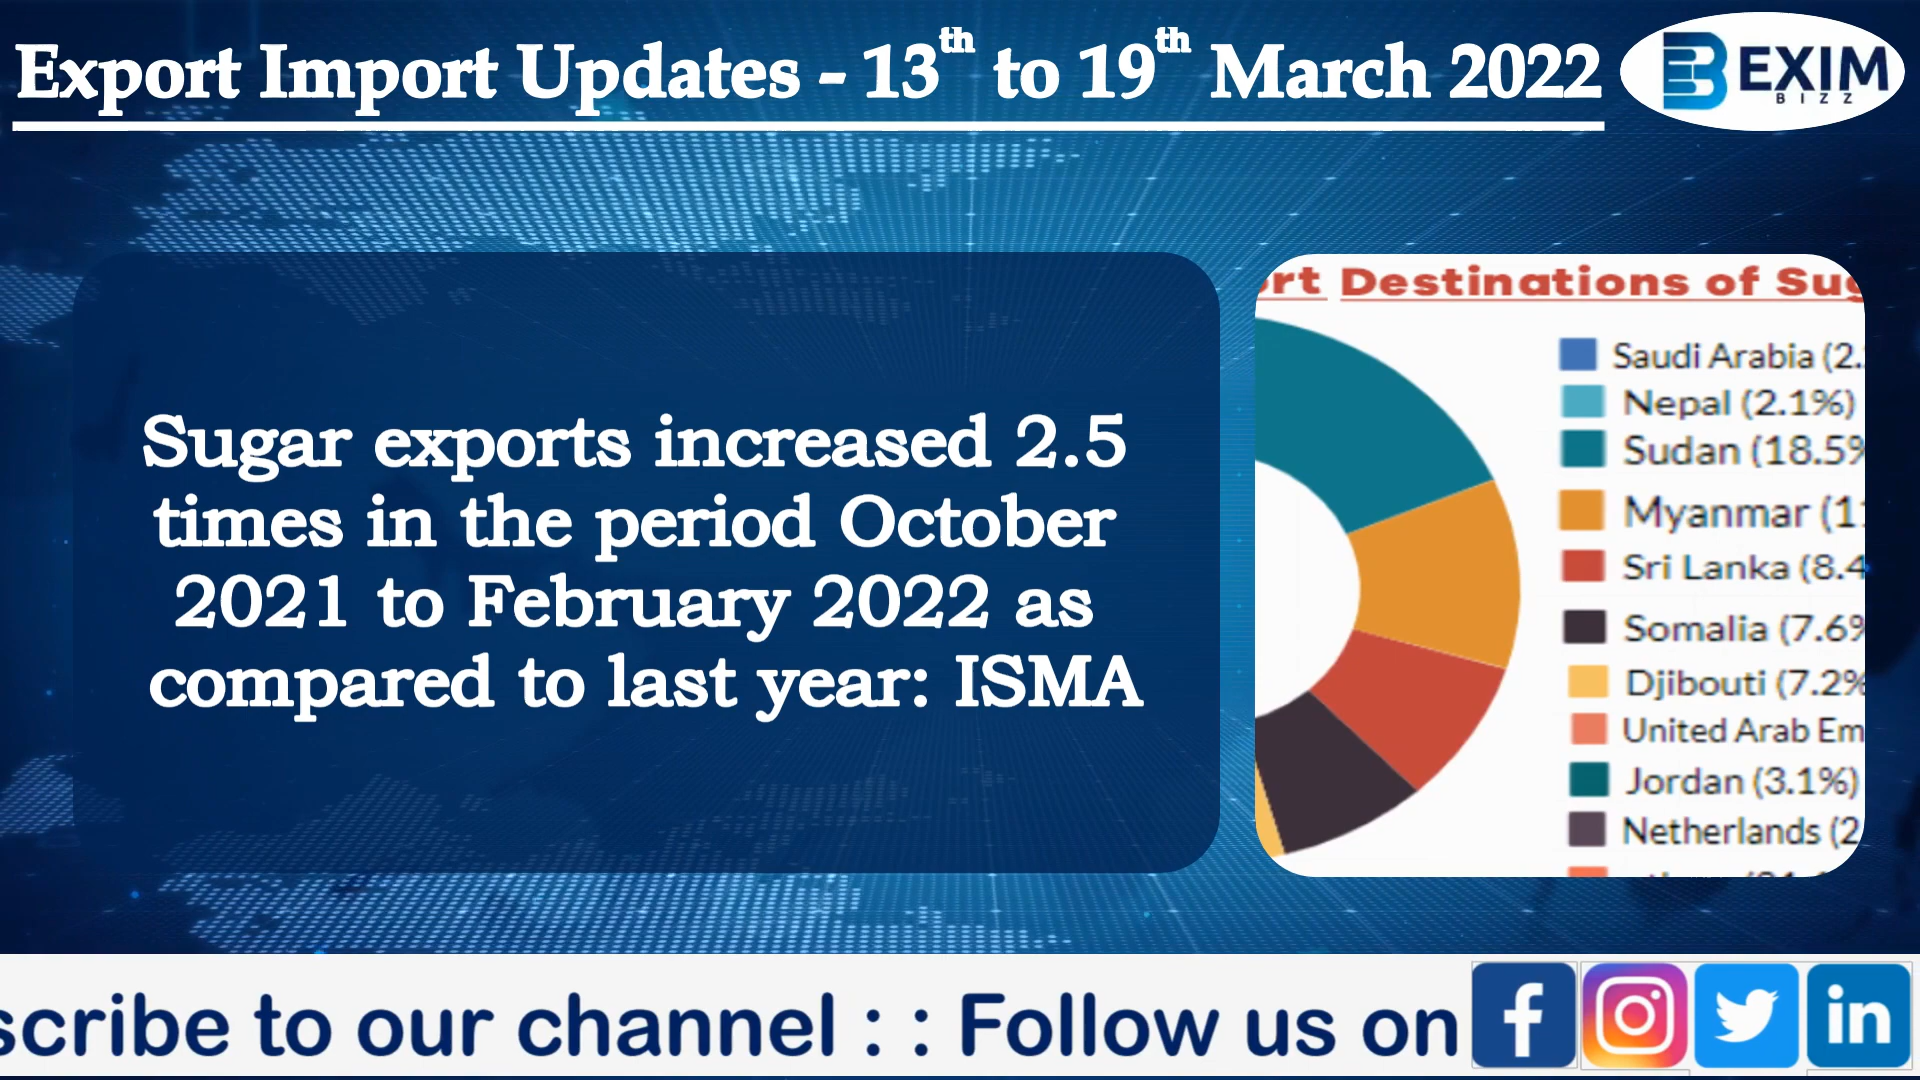 Export Import Updates - 13th to 19th March 2022
EXIM
BIZZ
Sugar exports increased 2.5
times in the period October
2021 to February 2022 as
compared to last year: ISMA
Destinations of
Saudi Arabia (2.
Nepal (2.1%)
Sudan (18.5%
Myanmar (11
Sri Lanka (8.4
Somalia (7.6%
Djibouti (7.2%
United Arab Em
Jordan (3.1%)
Netherlands (2
scribe to our channel : : Follow us on